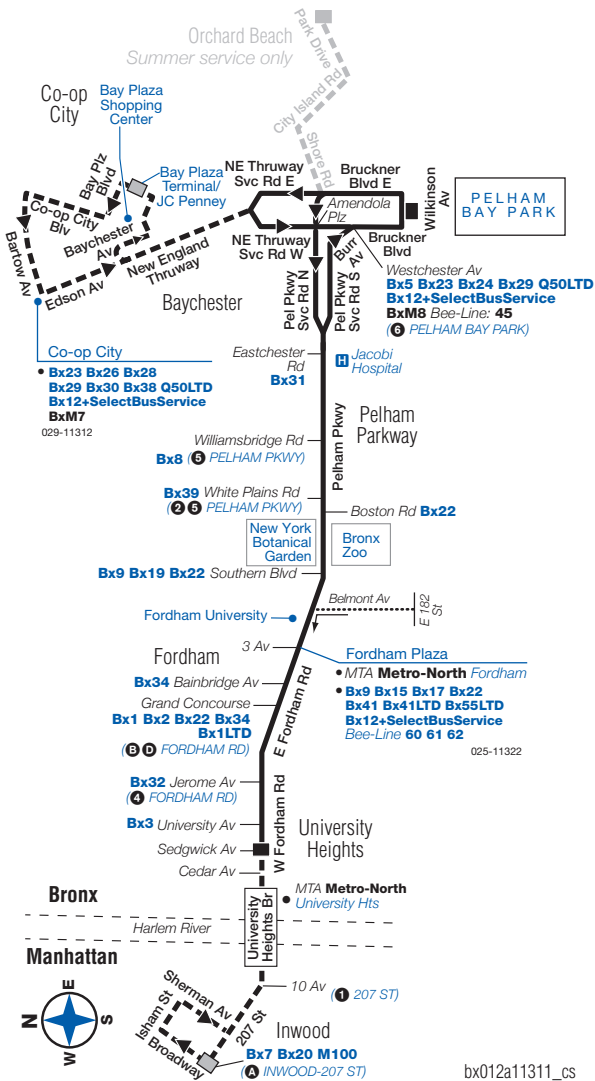 Orchard Beach
Summer service only
Park Drive
City Island Rd
Shore Rd
Co-op
City
Bay Plaza
Shopping
Center
Bay Plz
Blvd
Bay Plaza
Terminal/
JC Penney
Co-op City
Blv
Bartow Av
Baychester
Av
Edson Av
New England
Thruway
Baychester
NE Thruway
Svc Rd E
Bruckner
Blvd E
Amendola
Plz
Wilkinson
Av
PELHAM
BAY PARK
NE Thruway
Svc Rd W
Burr
Av
Bruckner
Blvd
Pel Pkwy
Svc Rd N
Pel Pkwy
Svc Rd S
Westchester Av
Bx5 Bx23 Bx24 Bx29 Q50LTD
Bx12+SelectBusService
BxM8 Bee-Line: 45
(6 PELHAM BAY PARK)
Co-op City
• Bx23 Bx26 Bx28
Bx29 Bx30 Bx38 Q50LTD
Bx12+SelectBusService
BxM7
029-11312
Eastchester
Rd
Bx31
H Jacobi
Hospital
Pelham
Parkway
Pelham Pkwy
Williamsbridge Rd
Bx8 (5 PELHAM PKWY)
Bx39 White Plains Rd
(2 5 PELHAM PKWY)
Boston Rd Bx22
New York
Botanical
Garden
Bronx
Zoo
Bx9 Bx19 Bx22 Southern Blvd
Belmont Av
E 182
St
Fordham University
3 Av
Fordham Plaza
• MTA Metro-North Fordham
• Bx9 Bx15 Bx17 Bx22
Bx41 Bx41LTD Bx55LTD
Bx12+SelectBusService
Bee-Line 60 61 62
025-11322
Fordham
Bx34 Bainbridge Av
Grand Concourse
Bx1 Bx2 Bx22 Bx34
Bx1LTD
(B D FORDHAM RD)
E Fordham Rd
Bx32 Jerome Av
(4 FORDHAM RD)
Bx3 University Av
W Fordham Rd
University
Heights
Sedgwick Av
Cedar Av
University
Heights Br
• MTA Metro-North
University Hts
Bronx
Harlem River
Manhattan
10 Av (1 207 ST)
Sherman Av
Isham St
207 St
Broadway
Inwood
Bx7 Bx20 M100
(A INWOOD-207 ST)
E
N
S
W
bx012a11311_cs